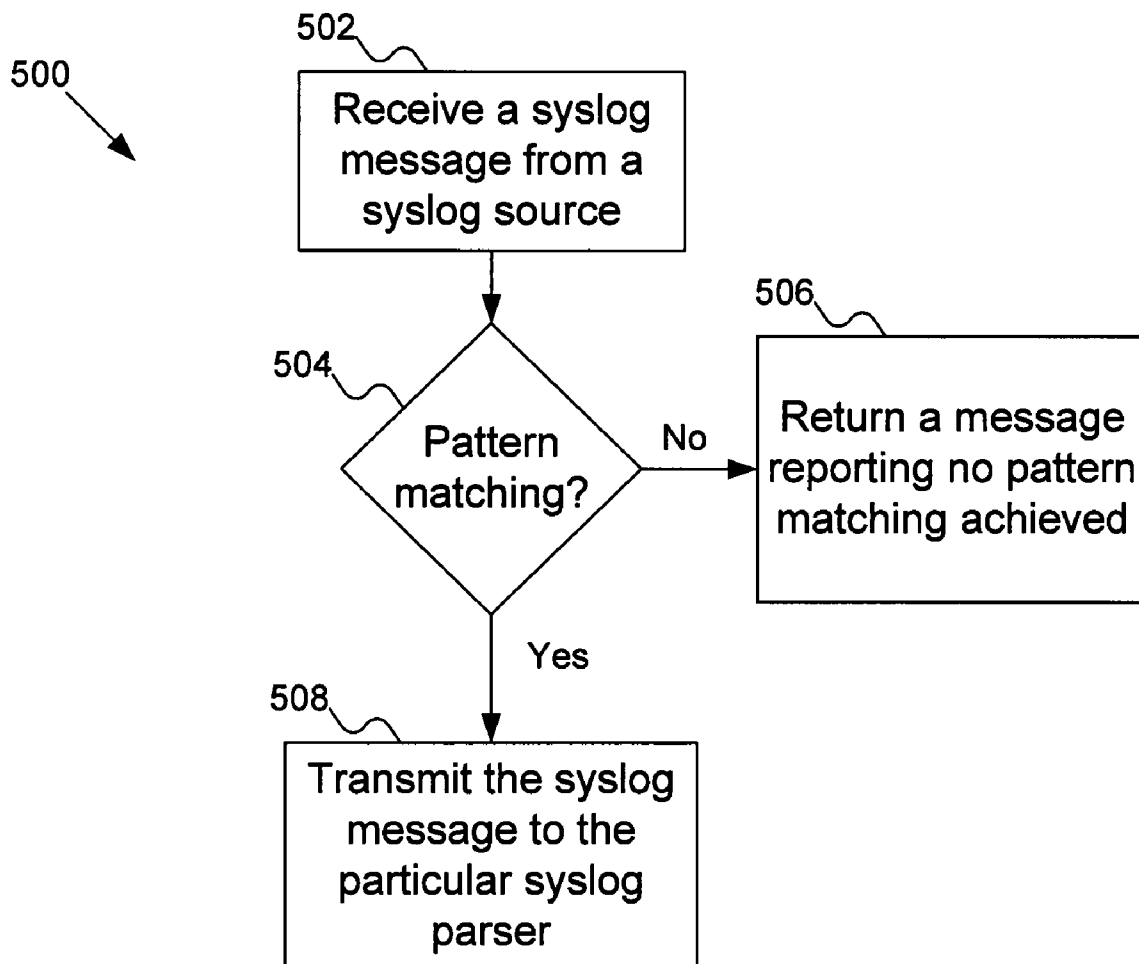 502
500
Receive a syslog
message from a
syslog source
506
504
Pattern
matching?
No
Return a message
reporting no pattern
matching achieved
Yes
508
Transmit the syslog
message to the
particular syslog
parser